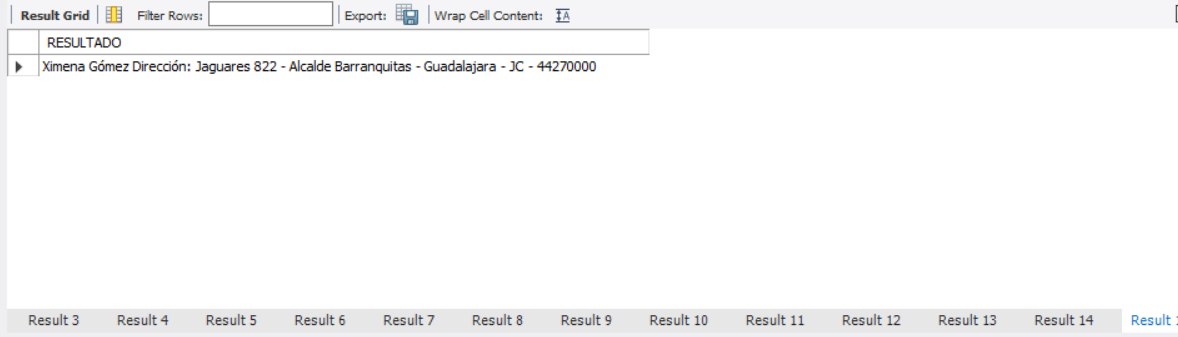 Result Grid Filter Rows: Export: Wrap Cell Content:
RESULTADO
Ximena Gómez Dirección: Jaguares 822 - Alcalde Barranquitas - Guadalajara - JC - 44270000
Result 3 Result 4 Result 5 Result 6 Result 7 Result 8 Result 9 Result 10 Result 11 Result 12 Result 13 Result 14 Result